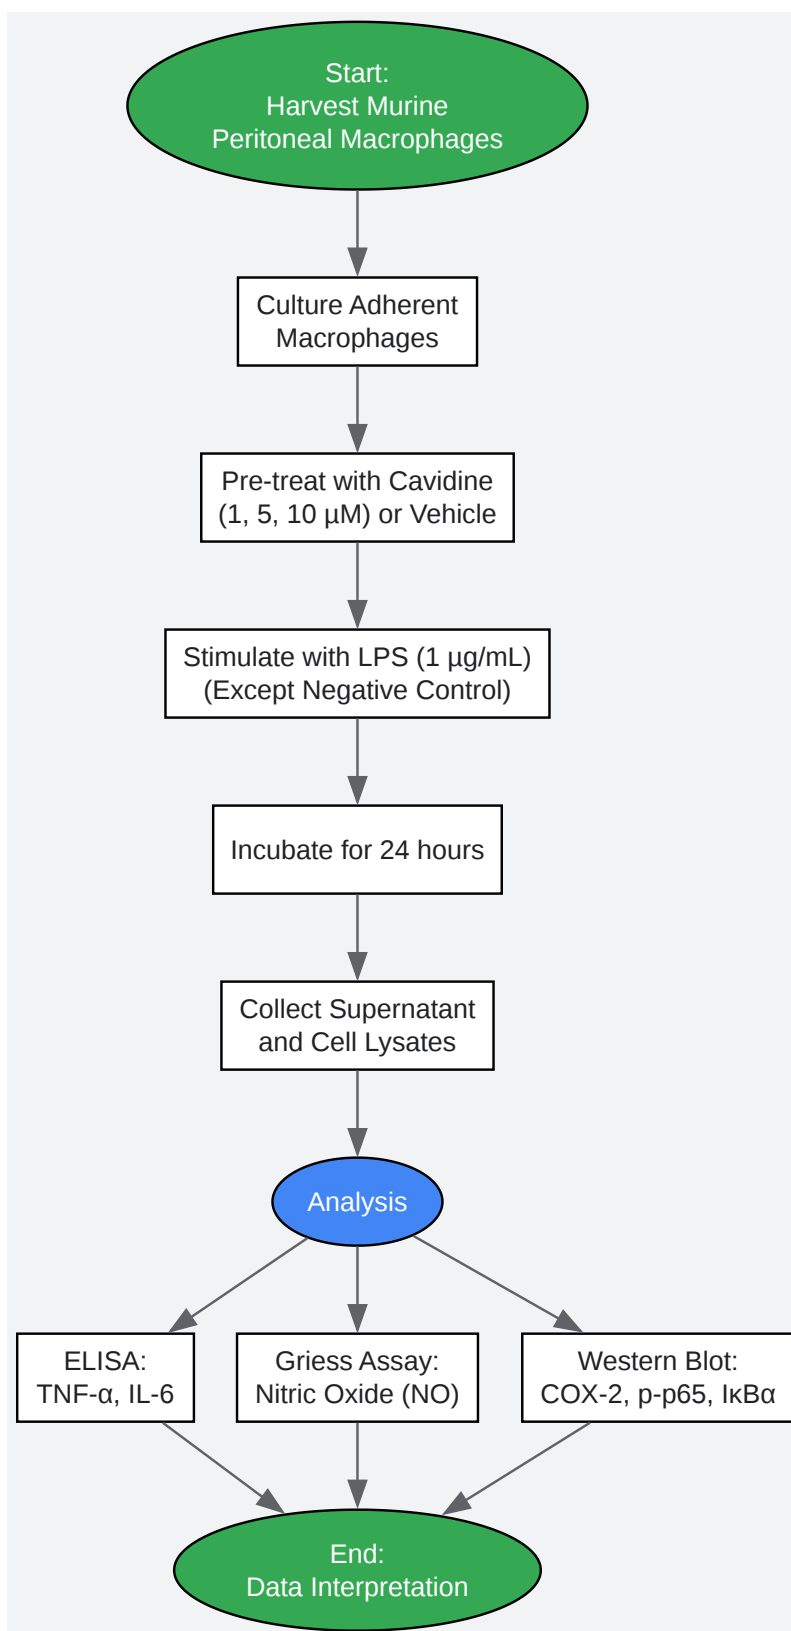 Start:
Harvest Murine
Peritoneal Macrophages
Culture Adherent
Macrophages
Pre-treat with Cavidine
(1, 5, 10 µM) or Vehicle
Stimulate with LPS (1 µg/mL)
(Except Negative Control)
Incubate for 24 hours
Collect Supernatant
and Cell Lysates
Analysis
ELISA:
TNF-α, IL-6
Griess Assay:
Nitric Oxide (NO)
Western Blot:
COX-2, p-p65, IκBα
End:
Data Interpretation